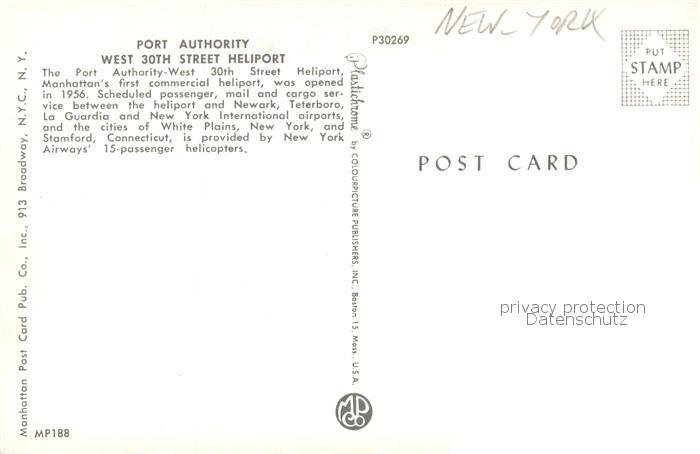 PORT AUTHORITY
WEST 30TH STREET HELIPORT
The Port Authority-West 30th Street Heliport,
Manhattan's first commercial heliport, was opened
in 1956. Scheduled passenger, mail and cargo ser-
vice between the heliport and Newark, Teterboro,
La Guardia and New York International airports,
and the cities of White Plains, New York, and
Stamford, Connecticut, is provided by New York
Airways' 15-passenger helicopters.
Manhattan Post Card Pub. Co., Inc., 913 Broadway, N.Y.C., N. Y.
MP188
P30269
Plastichrome ® by COLOURPICTURE PUBLISHERS, INC., Boston 15, Mass., U.S.A.
MP
CO
NEW-YORK
PUT
STAMP
HERE
POST CARD
privacy protection
Datenschutz